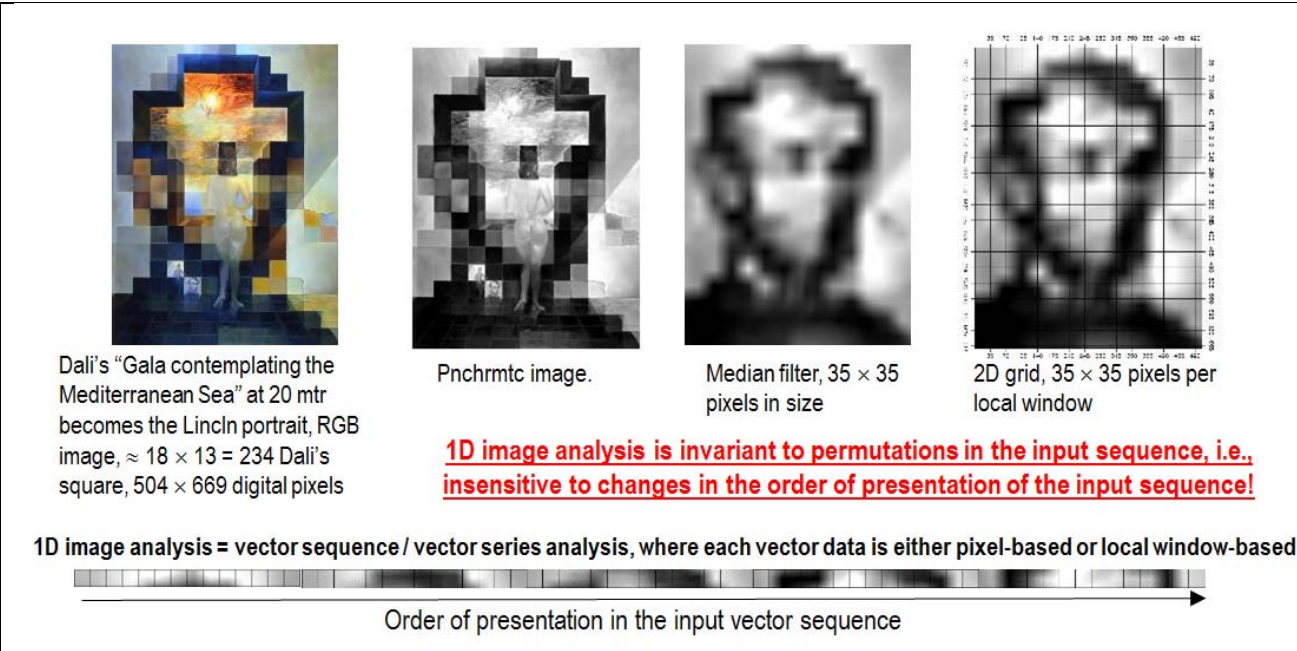 Dali's “Gala contemplating the
Mediterranean Sea” at 20 mtr
becomes the Lincln portrait, RGB
image, ≈ 18 × 13 = 234 Dali's
square, 504 × 669 digital pixels
Pnchrmtc image.
Median filter, 35 × 35
pixels in size
2D grid, 35 × 35 pixels per
local window
1D image analysis is invariant to permutations in the input sequence, i.e.,
insensitive to changes in the order of presentation of the input sequence!
1D image analysis = vector sequence / vector series analysis, where each vector data is either pixel-based or local window-based
Order of presentation in the input vector sequence